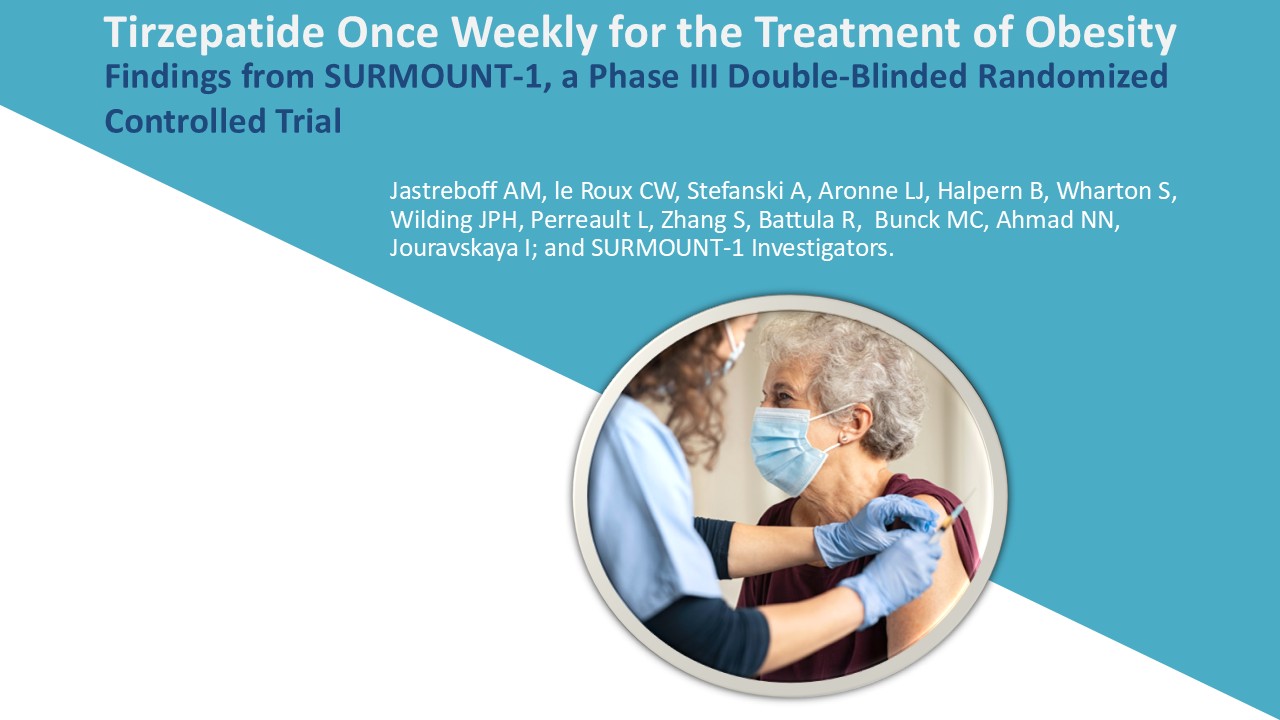 Tirzepatide Once Weekly for the Treatment of Obesity
Findings from SURMOUNT-1, a Phase III Double-Blinded Randomized
Controlled Trial
Jastreboff AM, le Roux CW, Stefanski A, Aronne LJ, Halpern B, Wharton S,
Wilding JPH, Perreault L, Zhang S, Battula R,  Bunck MC, Ahmad NN,
Jouravskaya I; and SURMOUNT-1 Investigators.